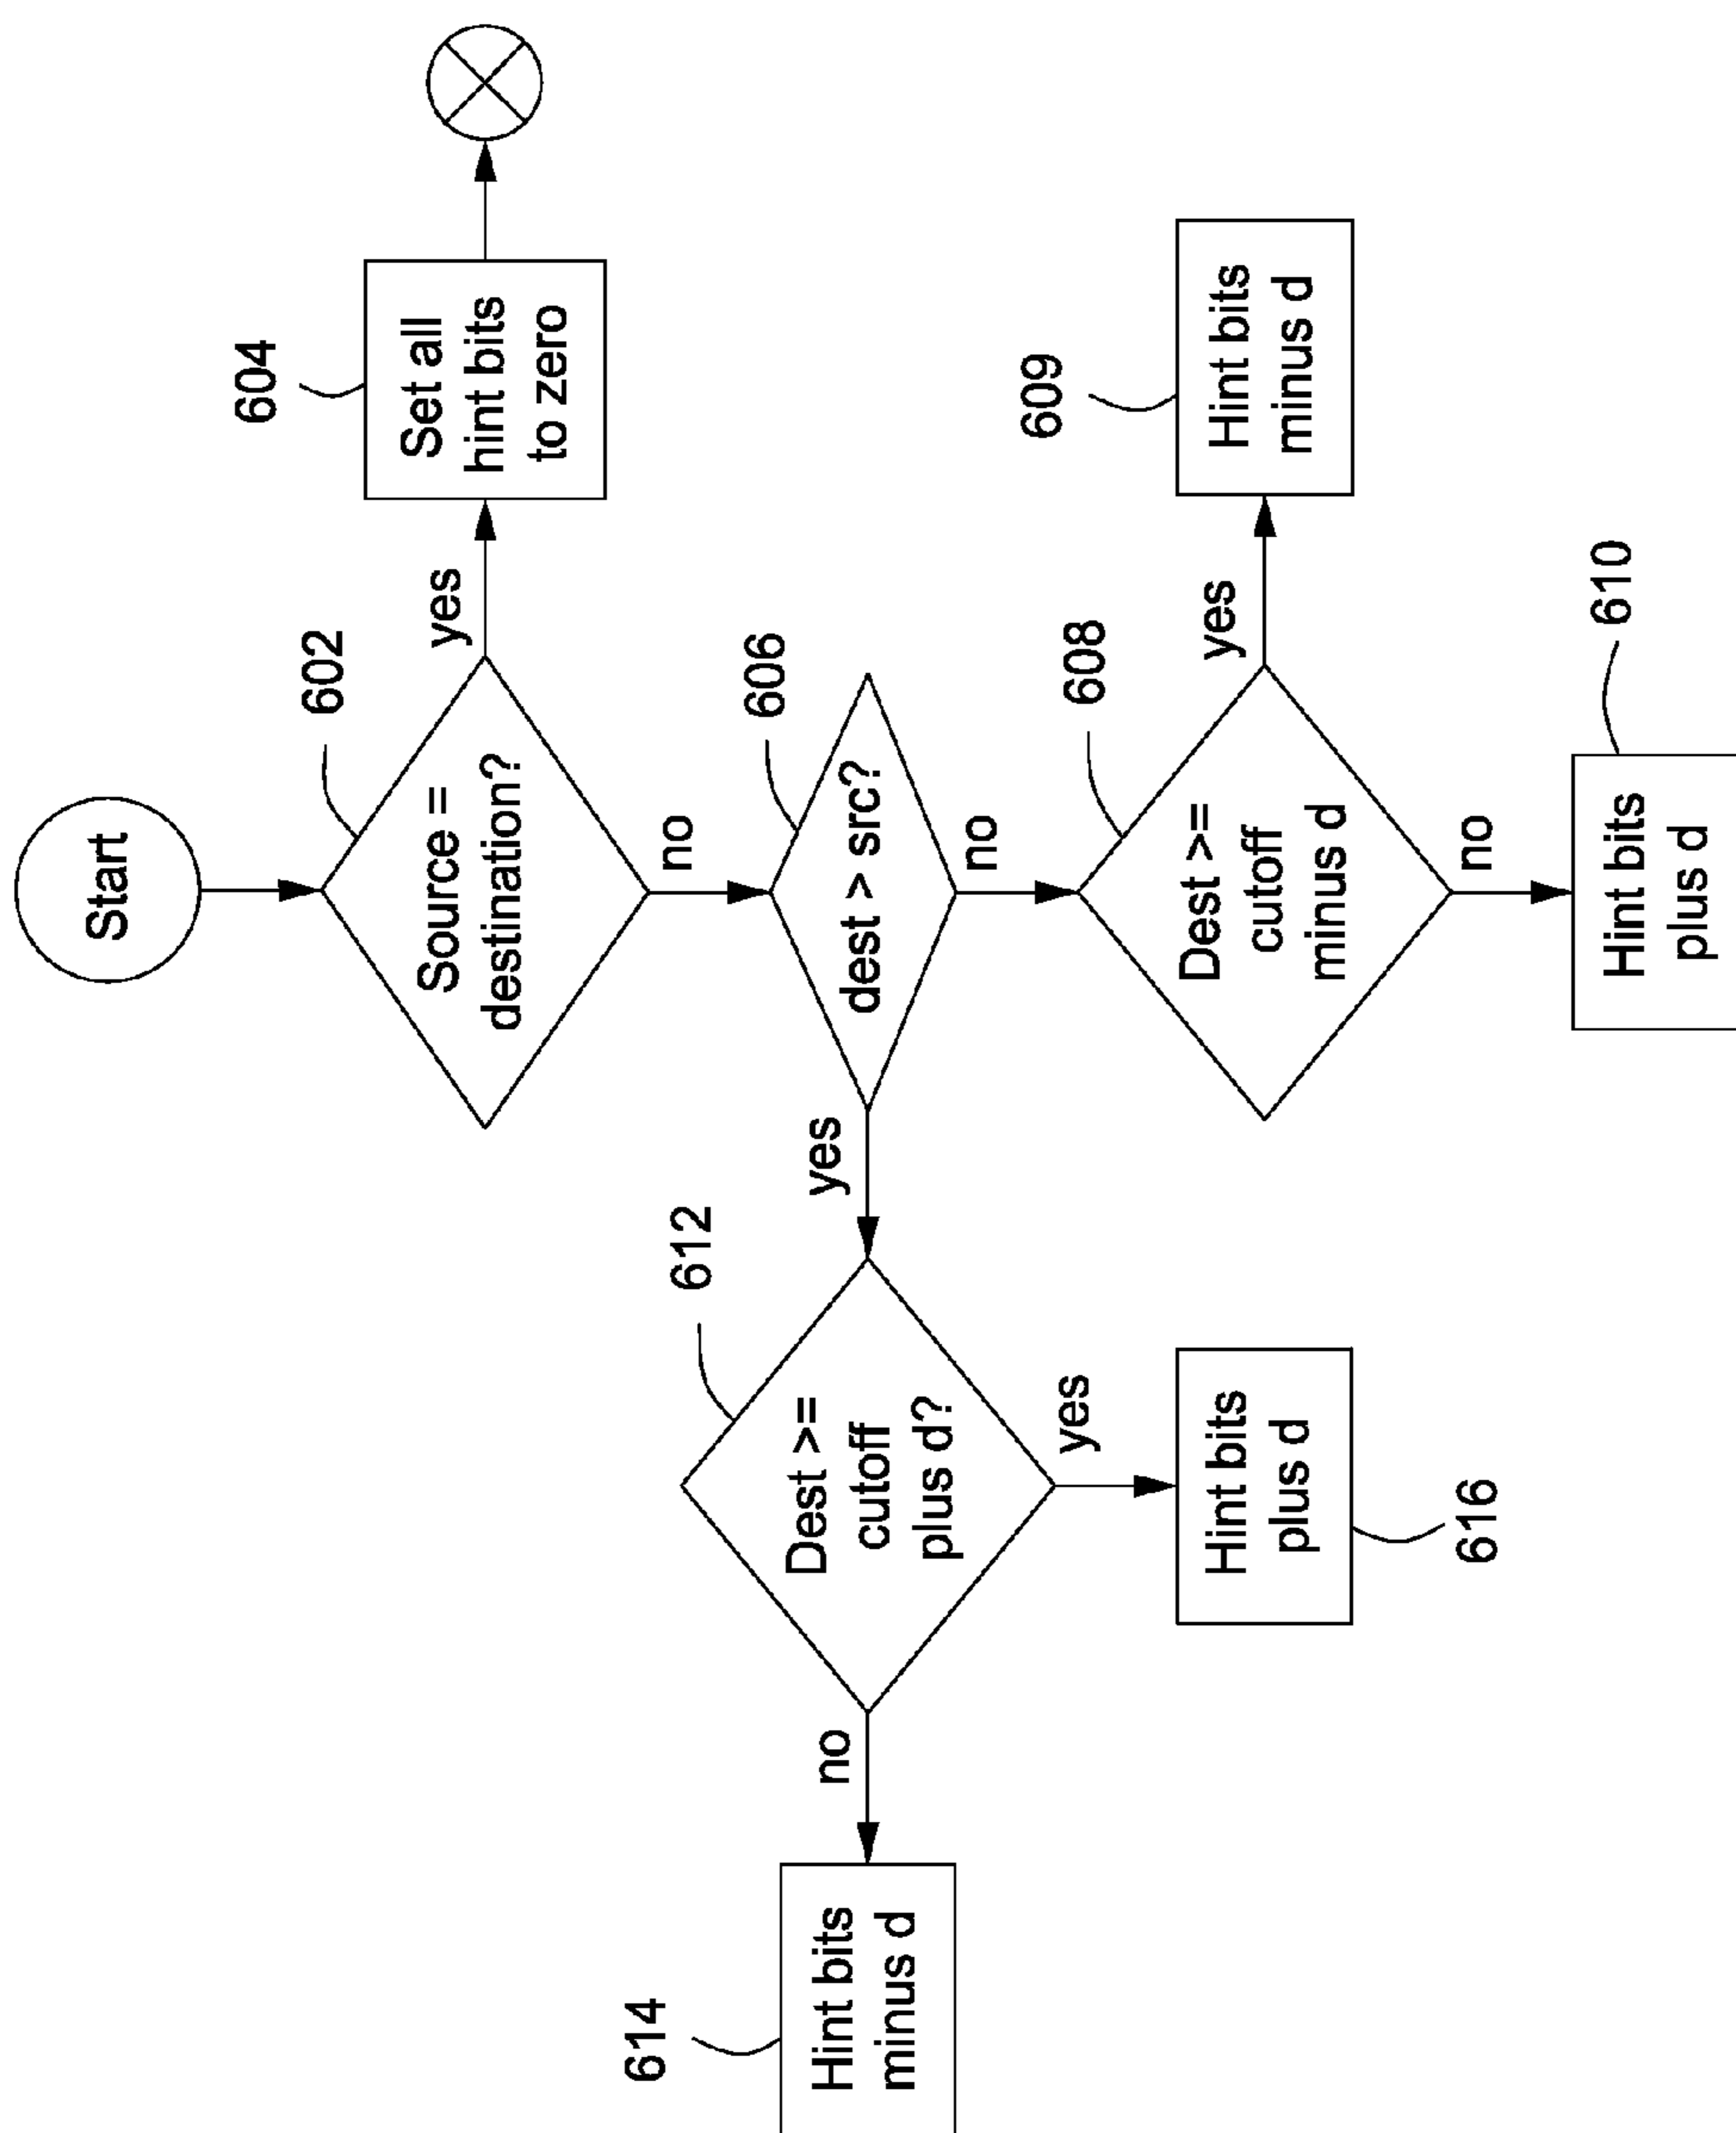 Start
602
Source =
destination?
yes
604
Set all
hint bits
to zero
no
606
dest > src?
yes
no
612
Dest >=
cutoff
plus d?
no
614
Hint bits
minus d
yes
Hint bits
plus d
616
608
Dest >=
cutoff
minus d
yes
609
Hint bits
minus d
no
610
Hint bits
plus d